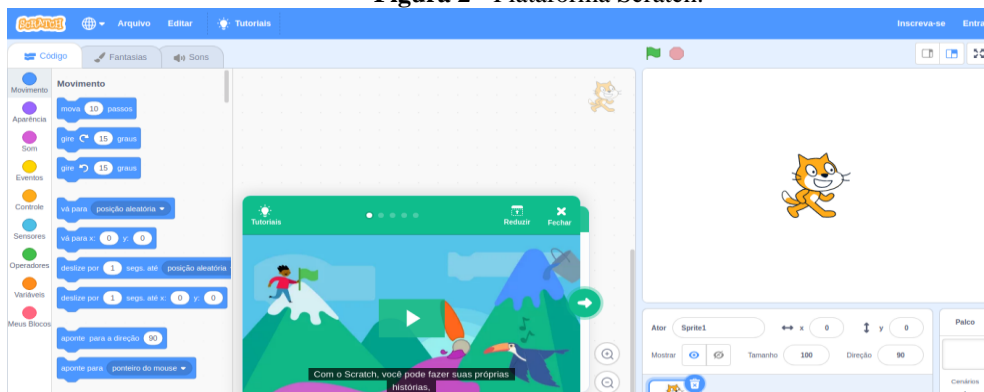 Figura 2 - Plataforma Scratch.
SCRATCH Arquivo Editar Tutoriais Inscreva-se Entra
Código Fantasias Sons
Movimento
Aparência
Som
Eventos
Controle
Sensores
Operadores
Variáveis
Meus Blocos
Movimento
mova 10 passos
gire 15 graus
gire 15 graus
vá para posição aleatória
vá para x: 0 y: 0
deslize por 1 segs. até posição aleatória
deslize por 1 segs. até x: 0 y: 0
aponte para a direção 90
aponte para ponteiro do mouse
Tutoriais Reduzir Fechar
Com o Scratch, você pode fazer suas próprias
histórias,
Ator Sprite1 x 0 y 0
Mostrar Tamanho 100 Direção 90
Palco
Cenários